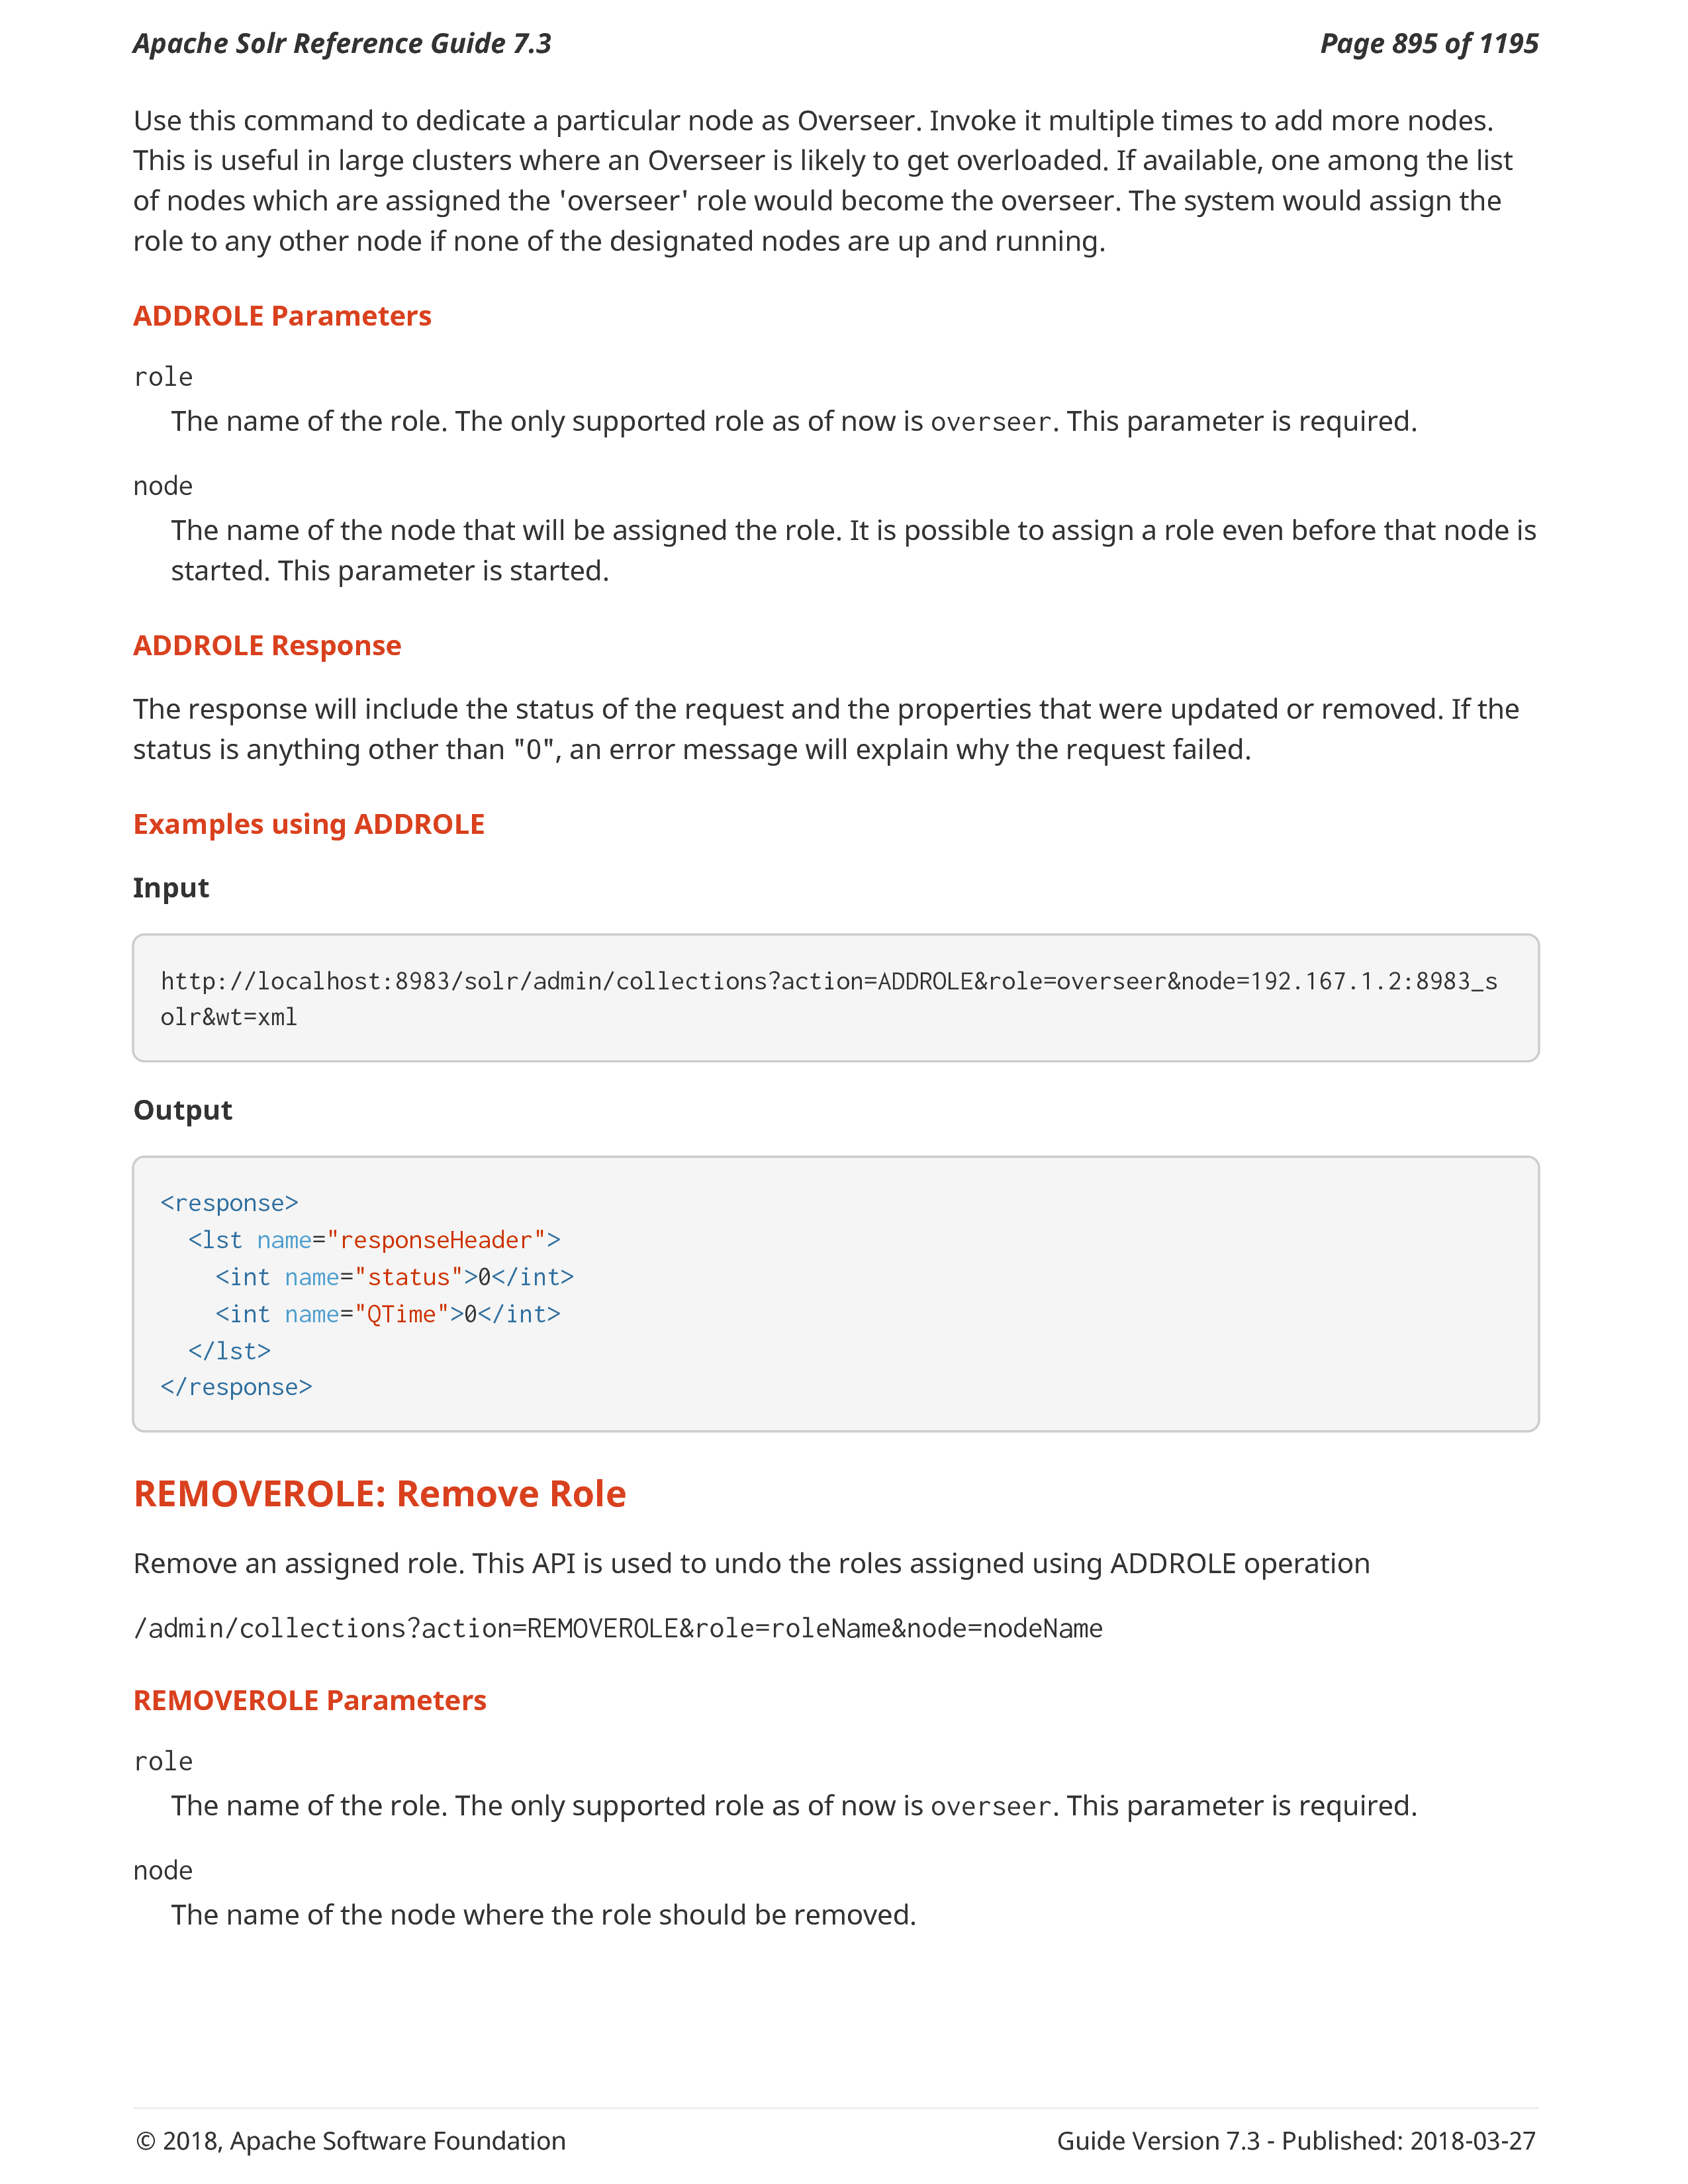 Apache Solr Reference Guide 7.3 Page 895 of 1195
Use this command to dedicate a particular node as Overseer. Invoke it multiple times to add more nodes.
This is useful in large clusters where an Overseer is likely to get overloaded. If available, one among the list
of nodes which are assigned the 'overseer' role would become the overseer. The system would assign the
role to any other node if none of the designated nodes are up and running.
ADDROLE Parameters
role
The name of the role. The only supported role as of now is overseer. This parameter is required.
node
The name of the node that will be assigned the role. It is possible to assign a role even before that node is
started. This parameter is started.
ADDROLE Response
The response will include the status of the request and the properties that were updated or removed. If the
status is anything other than "0", an error message will explain why the request failed.
Examples using ADDROLE
Input
http://localhost:8983/solr/admin/collections?action=ADDROLE&role=overseer&node=192.167.1.2:8983_s
olr&wt=xml
Output
<response>
  <lst name="responseHeader">
    <int name="status">0</int>
    <int name="QTime">0</int>
  </lst>
</response>
REMOVEROLE: Remove Role
Remove an assigned role. This API is used to undo the roles assigned using ADDROLE operation
/admin/collections?action=REMOVEROLE&role=roleName&node=nodeName
REMOVEROLE Parameters
role
The name of the role. The only supported role as of now is overseer. This parameter is required.
node
The name of the node where the role should be removed.
© 2018, Apache Software Foundation Guide Version 7.3 - Published: 2018-03-27